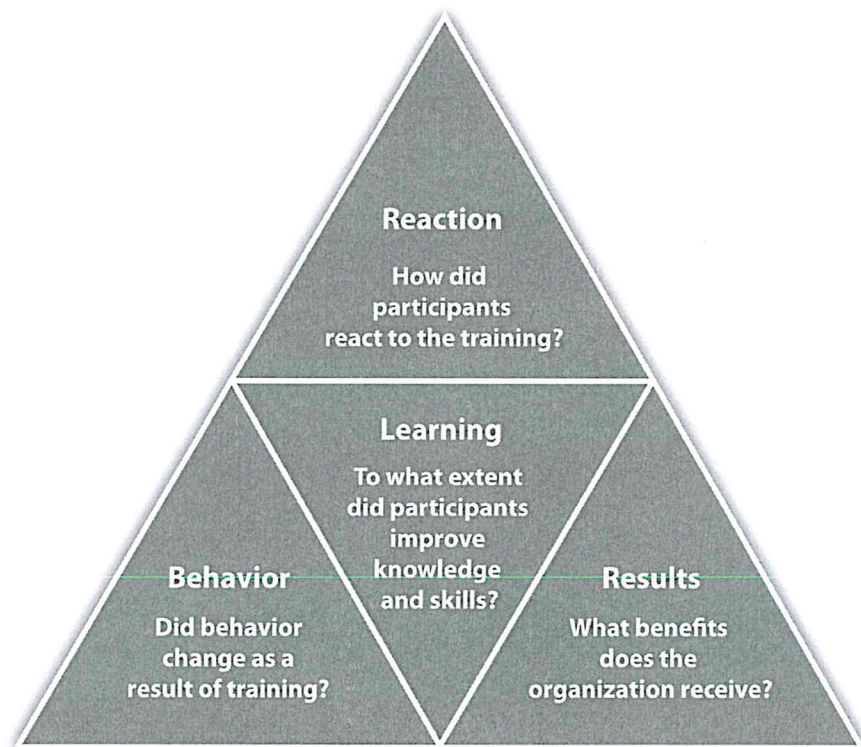 Reaction
How did
participants
react to the training?
Learning
To what extent
did participants
improve
knowledge
and skills?
Behavior
Did behavior
change as a
result of training?
Results
What benefits
does the
organization receive?